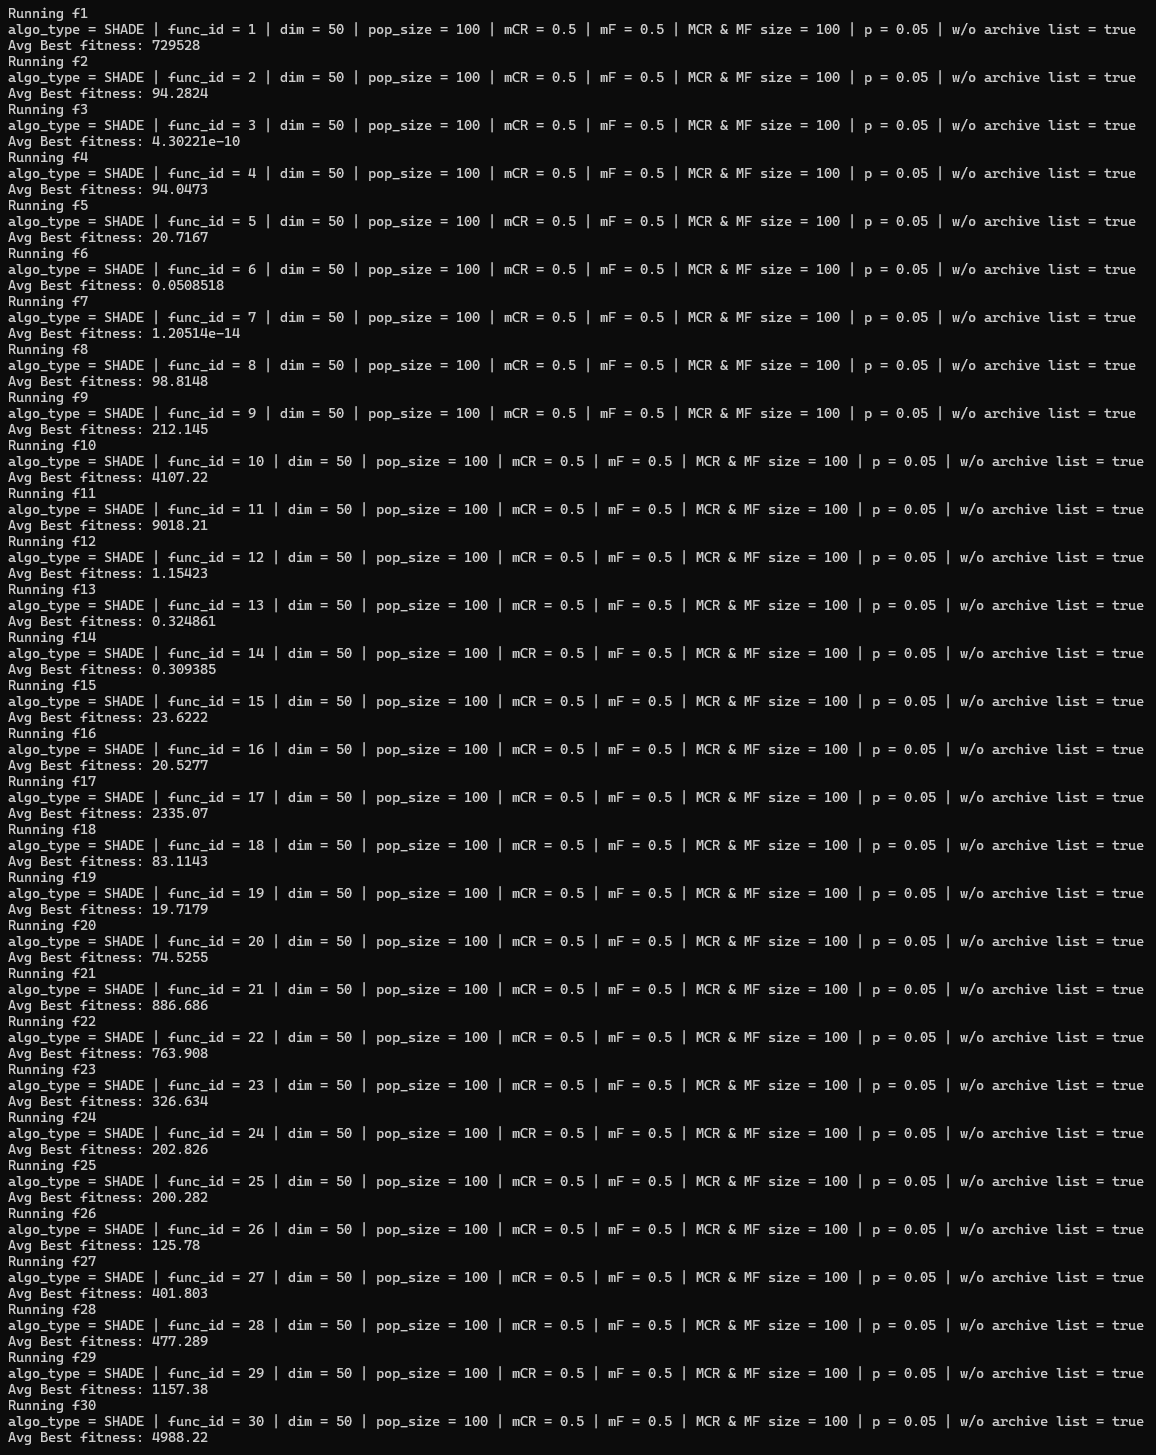 Running f1
algo_type = SHADE | func_id = 1 | dim = 50 | pop_size = 100 | mCR = 0.5 | mF = 0.5 | MCR & MF size = 100 | p = 0.05 | w/o archive list = true
Avg Best fitness: 729528
Running f2
algo_type = SHADE | func_id = 2 | dim = 50 | pop_size = 100 | mCR = 0.5 | mF = 0.5 | MCR & MF size = 100 | p = 0.05 | w/o archive list = true
Avg Best fitness: 94.2824
Running f3
algo_type = SHADE | func_id = 3 | dim = 50 | pop_size = 100 | mCR = 0.5 | mF = 0.5 | MCR & MF size = 100 | p = 0.05 | w/o archive list = true
Avg Best fitness: 4.30221e-10
Running f4
algo_type = SHADE | func_id = 4 | dim = 50 | pop_size = 100 | mCR = 0.5 | mF = 0.5 | MCR & MF size = 100 | p = 0.05 | w/o archive list = true
Avg Best fitness: 94.0473
Running f5
algo_type = SHADE | func_id = 5 | dim = 50 | pop_size = 100 | mCR = 0.5 | mF = 0.5 | MCR & MF size = 100 | p = 0.05 | w/o archive list = true
Avg Best fitness: 20.7167
Running f6
algo_type = SHADE | func_id = 6 | dim = 50 | pop_size = 100 | mCR = 0.5 | mF = 0.5 | MCR & MF size = 100 | p = 0.05 | w/o archive list = true
Avg Best fitness: 0.0508518
Running f7
algo_type = SHADE | func_id = 7 | dim = 50 | pop_size = 100 | mCR = 0.5 | mF = 0.5 | MCR & MF size = 100 | p = 0.05 | w/o archive list = true
Avg Best fitness: 1.20514e-14
Running f8
algo_type = SHADE | func_id = 8 | dim = 50 | pop_size = 100 | mCR = 0.5 | mF = 0.5 | MCR & MF size = 100 | p = 0.05 | w/o archive list = true
Avg Best fitness: 98.8148
Running f9
algo_type = SHADE | func_id = 9 | dim = 50 | pop_size = 100 | mCR = 0.5 | mF = 0.5 | MCR & MF size = 100 | p = 0.05 | w/o archive list = true
Avg Best fitness: 212.145
Running f10
algo_type = SHADE | func_id = 10 | dim = 50 | pop_size = 100 | mCR = 0.5 | mF = 0.5 | MCR & MF size = 100 | p = 0.05 | w/o archive list = true
Avg Best fitness: 4107.22
Running f11
algo_type = SHADE | func_id = 11 | dim = 50 | pop_size = 100 | mCR = 0.5 | mF = 0.5 | MCR & MF size = 100 | p = 0.05 | w/o archive list = true
Avg Best fitness: 9018.21
Running f12
algo_type = SHADE | func_id = 12 | dim = 50 | pop_size = 100 | mCR = 0.5 | mF = 0.5 | MCR & MF size = 100 | p = 0.05 | w/o archive list = true
Avg Best fitness: 1.15423
Running f13
algo_type = SHADE | func_id = 13 | dim = 50 | pop_size = 100 | mCR = 0.5 | mF = 0.5 | MCR & MF size = 100 | p = 0.05 | w/o archive list = true
Avg Best fitness: 0.324861
Running f14
algo_type = SHADE | func_id = 14 | dim = 50 | pop_size = 100 | mCR = 0.5 | mF = 0.5 | MCR & MF size = 100 | p = 0.05 | w/o archive list = true
Avg Best fitness: 0.309385
Running f15
algo_type = SHADE | func_id = 15 | dim = 50 | pop_size = 100 | mCR = 0.5 | mF = 0.5 | MCR & MF size = 100 | p = 0.05 | w/o archive list = true
Avg Best fitness: 23.6222
Running f16
algo_type = SHADE | func_id = 16 | dim = 50 | pop_size = 100 | mCR = 0.5 | mF = 0.5 | MCR & MF size = 100 | p = 0.05 | w/o archive list = true
Avg Best fitness: 20.5277
Running f17
algo_type = SHADE | func_id = 17 | dim = 50 | pop_size = 100 | mCR = 0.5 | mF = 0.5 | MCR & MF size = 100 | p = 0.05 | w/o archive list = true
Avg Best fitness: 2335.07
Running f18
algo_type = SHADE | func_id = 18 | dim = 50 | pop_size = 100 | mCR = 0.5 | mF = 0.5 | MCR & MF size = 100 | p = 0.05 | w/o archive list = true
Avg Best fitness: 83.1143
Running f19
algo_type = SHADE | func_id = 19 | dim = 50 | pop_size = 100 | mCR = 0.5 | mF = 0.5 | MCR & MF size = 100 | p = 0.05 | w/o archive list = true
Avg Best fitness: 19.7179
Running f20
algo_type = SHADE | func_id = 20 | dim = 50 | pop_size = 100 | mCR = 0.5 | mF = 0.5 | MCR & MF size = 100 | p = 0.05 | w/o archive list = true
Avg Best fitness: 74.5255
Running f21
algo_type = SHADE | func_id = 21 | dim = 50 | pop_size = 100 | mCR = 0.5 | mF = 0.5 | MCR & MF size = 100 | p = 0.05 | w/o archive list = true
Avg Best fitness: 886.686
Running f22
algo_type = SHADE | func_id = 22 | dim = 50 | pop_size = 100 | mCR = 0.5 | mF = 0.5 | MCR & MF size = 100 | p = 0.05 | w/o archive list = true
Avg Best fitness: 763.908
Running f23
algo_type = SHADE | func_id = 23 | dim = 50 | pop_size = 100 | mCR = 0.5 | mF = 0.5 | MCR & MF size = 100 | p = 0.05 | w/o archive list = true
Avg Best fitness: 326.634
Running f24
algo_type = SHADE | func_id = 24 | dim = 50 | pop_size = 100 | mCR = 0.5 | mF = 0.5 | MCR & MF size = 100 | p = 0.05 | w/o archive list = true
Avg Best fitness: 202.826
Running f25
algo_type = SHADE | func_id = 25 | dim = 50 | pop_size = 100 | mCR = 0.5 | mF = 0.5 | MCR & MF size = 100 | p = 0.05 | w/o archive list = true
Avg Best fitness: 200.282
Running f26
algo_type = SHADE | func_id = 26 | dim = 50 | pop_size = 100 | mCR = 0.5 | mF = 0.5 | MCR & MF size = 100 | p = 0.05 | w/o archive list = true
Avg Best fitness: 125.78
Running f27
algo_type = SHADE | func_id = 27 | dim = 50 | pop_size = 100 | mCR = 0.5 | mF = 0.5 | MCR & MF size = 100 | p = 0.05 | w/o archive list = true
Avg Best fitness: 401.803
Running f28
algo_type = SHADE | func_id = 28 | dim = 50 | pop_size = 100 | mCR = 0.5 | mF = 0.5 | MCR & MF size = 100 | p = 0.05 | w/o archive list = true
Avg Best fitness: 477.289
Running f29
algo_type = SHADE | func_id = 29 | dim = 50 | pop_size = 100 | mCR = 0.5 | mF = 0.5 | MCR & MF size = 100 | p = 0.05 | w/o archive list = true
Avg Best fitness: 1157.38
Running f30
algo_type = SHADE | func_id = 30 | dim = 50 | pop_size = 100 | mCR = 0.5 | mF = 0.5 | MCR & MF size = 100 | p = 0.05 | w/o archive list = true
Avg Best fitness: 4988.22